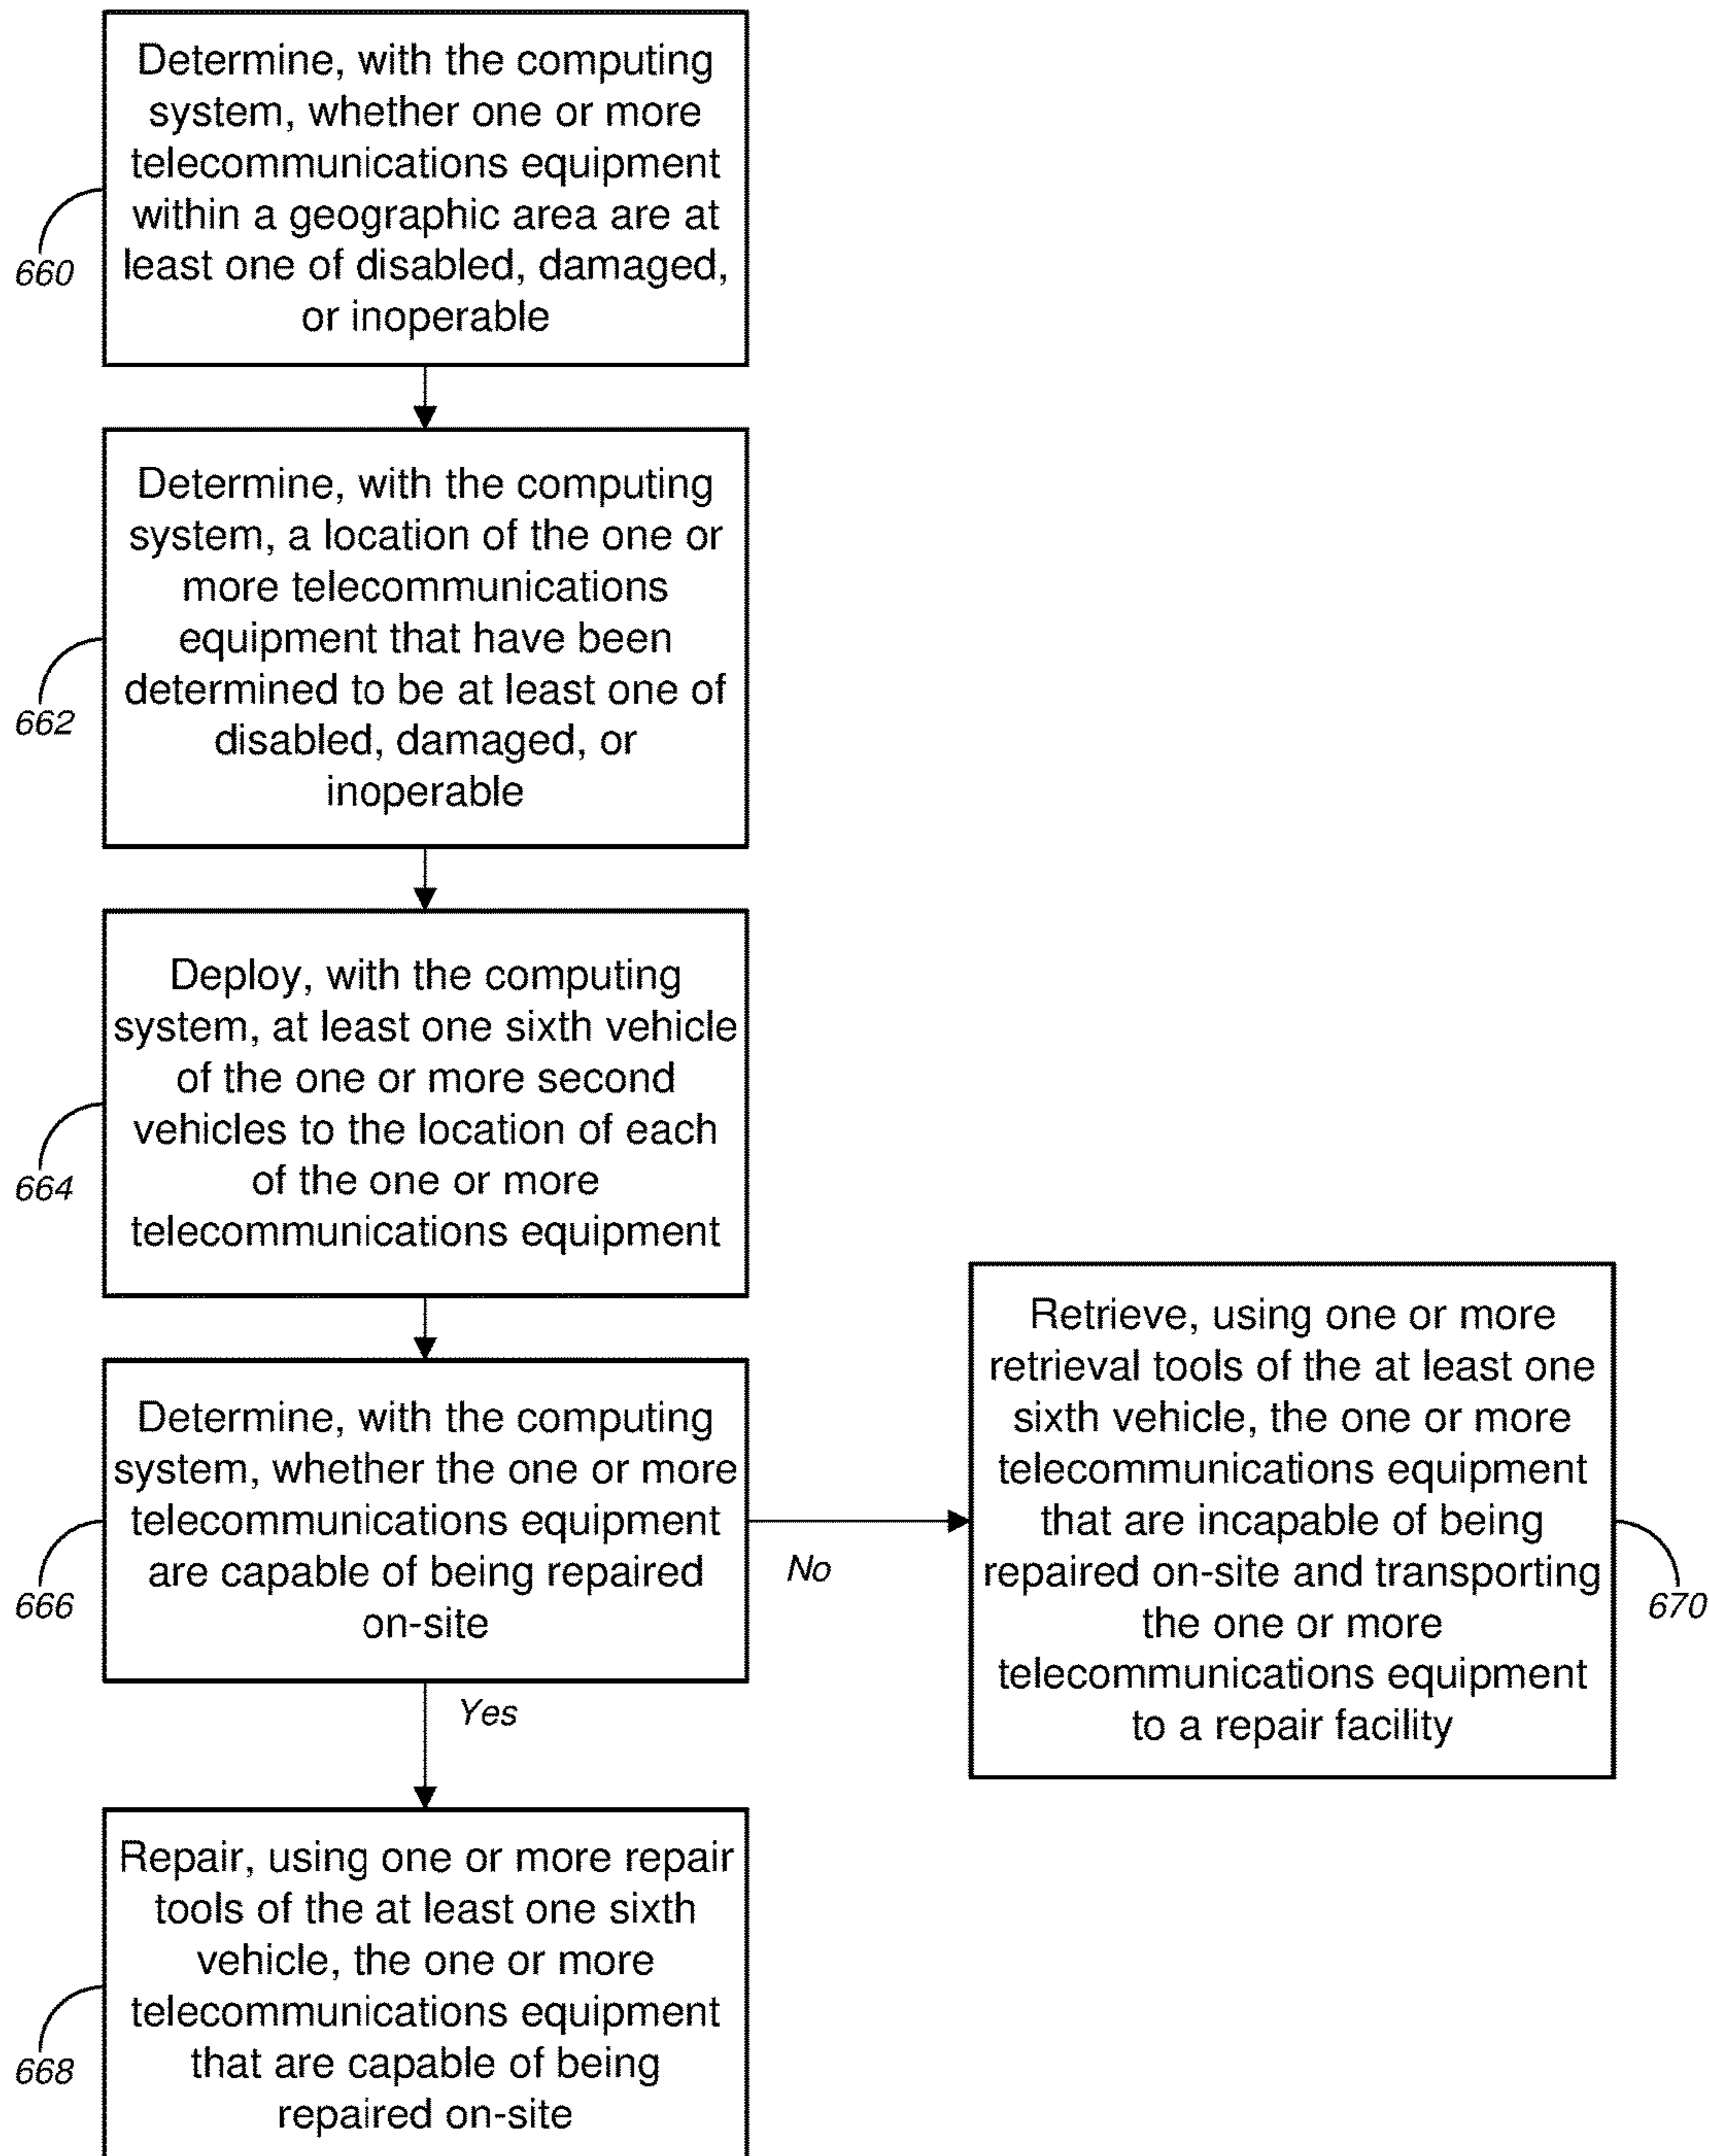 Determine, with the computing
system, whether one or more
telecommunications equipment
within a geographic area are at
least one of disabled, damaged,
or inoperable
660
Determine, with the computing
system, a location of the one or
more telecommunications
equipment that have been
determined to be at least one of
disabled, damaged, or
inoperable
662
Deploy, with the computing
system, at least one sixth vehicle
of the one or more second
vehicles to the location of each
of the one or more
telecommunications equipment
664
Determine, with the computing
system, whether the one or more
telecommunications equipment
are capable of being repaired
on-site
666
No
Retrieve, using one or more
retrieval tools of the at least one
sixth vehicle, the one or more
telecommunications equipment
that are incapable of being
repaired on-site and transporting
the one or more
telecommunications equipment
to a repair facility
670
Yes
Repair, using one or more repair
tools of the at least one sixth
vehicle, the one or more
telecommunications equipment
that are capable of being
repaired on-site
668